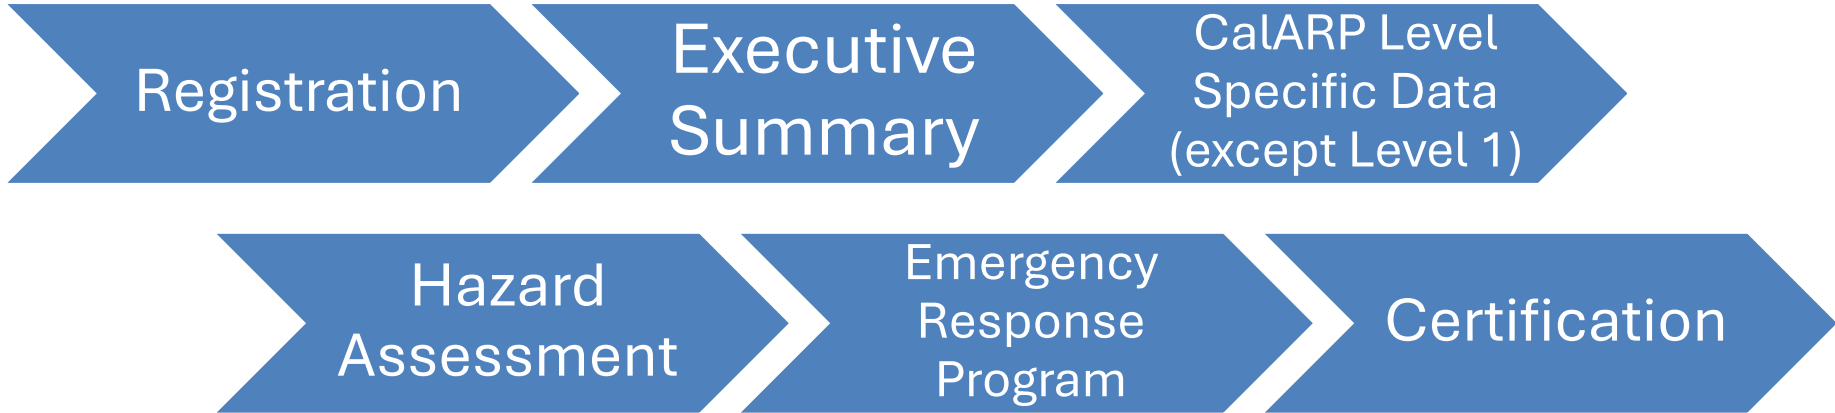 Registration
Executive
Summary
CalARP Level
Specific Data
(except Level 1)
Hazard
Assessment
Emergency
Response
Program
Certification